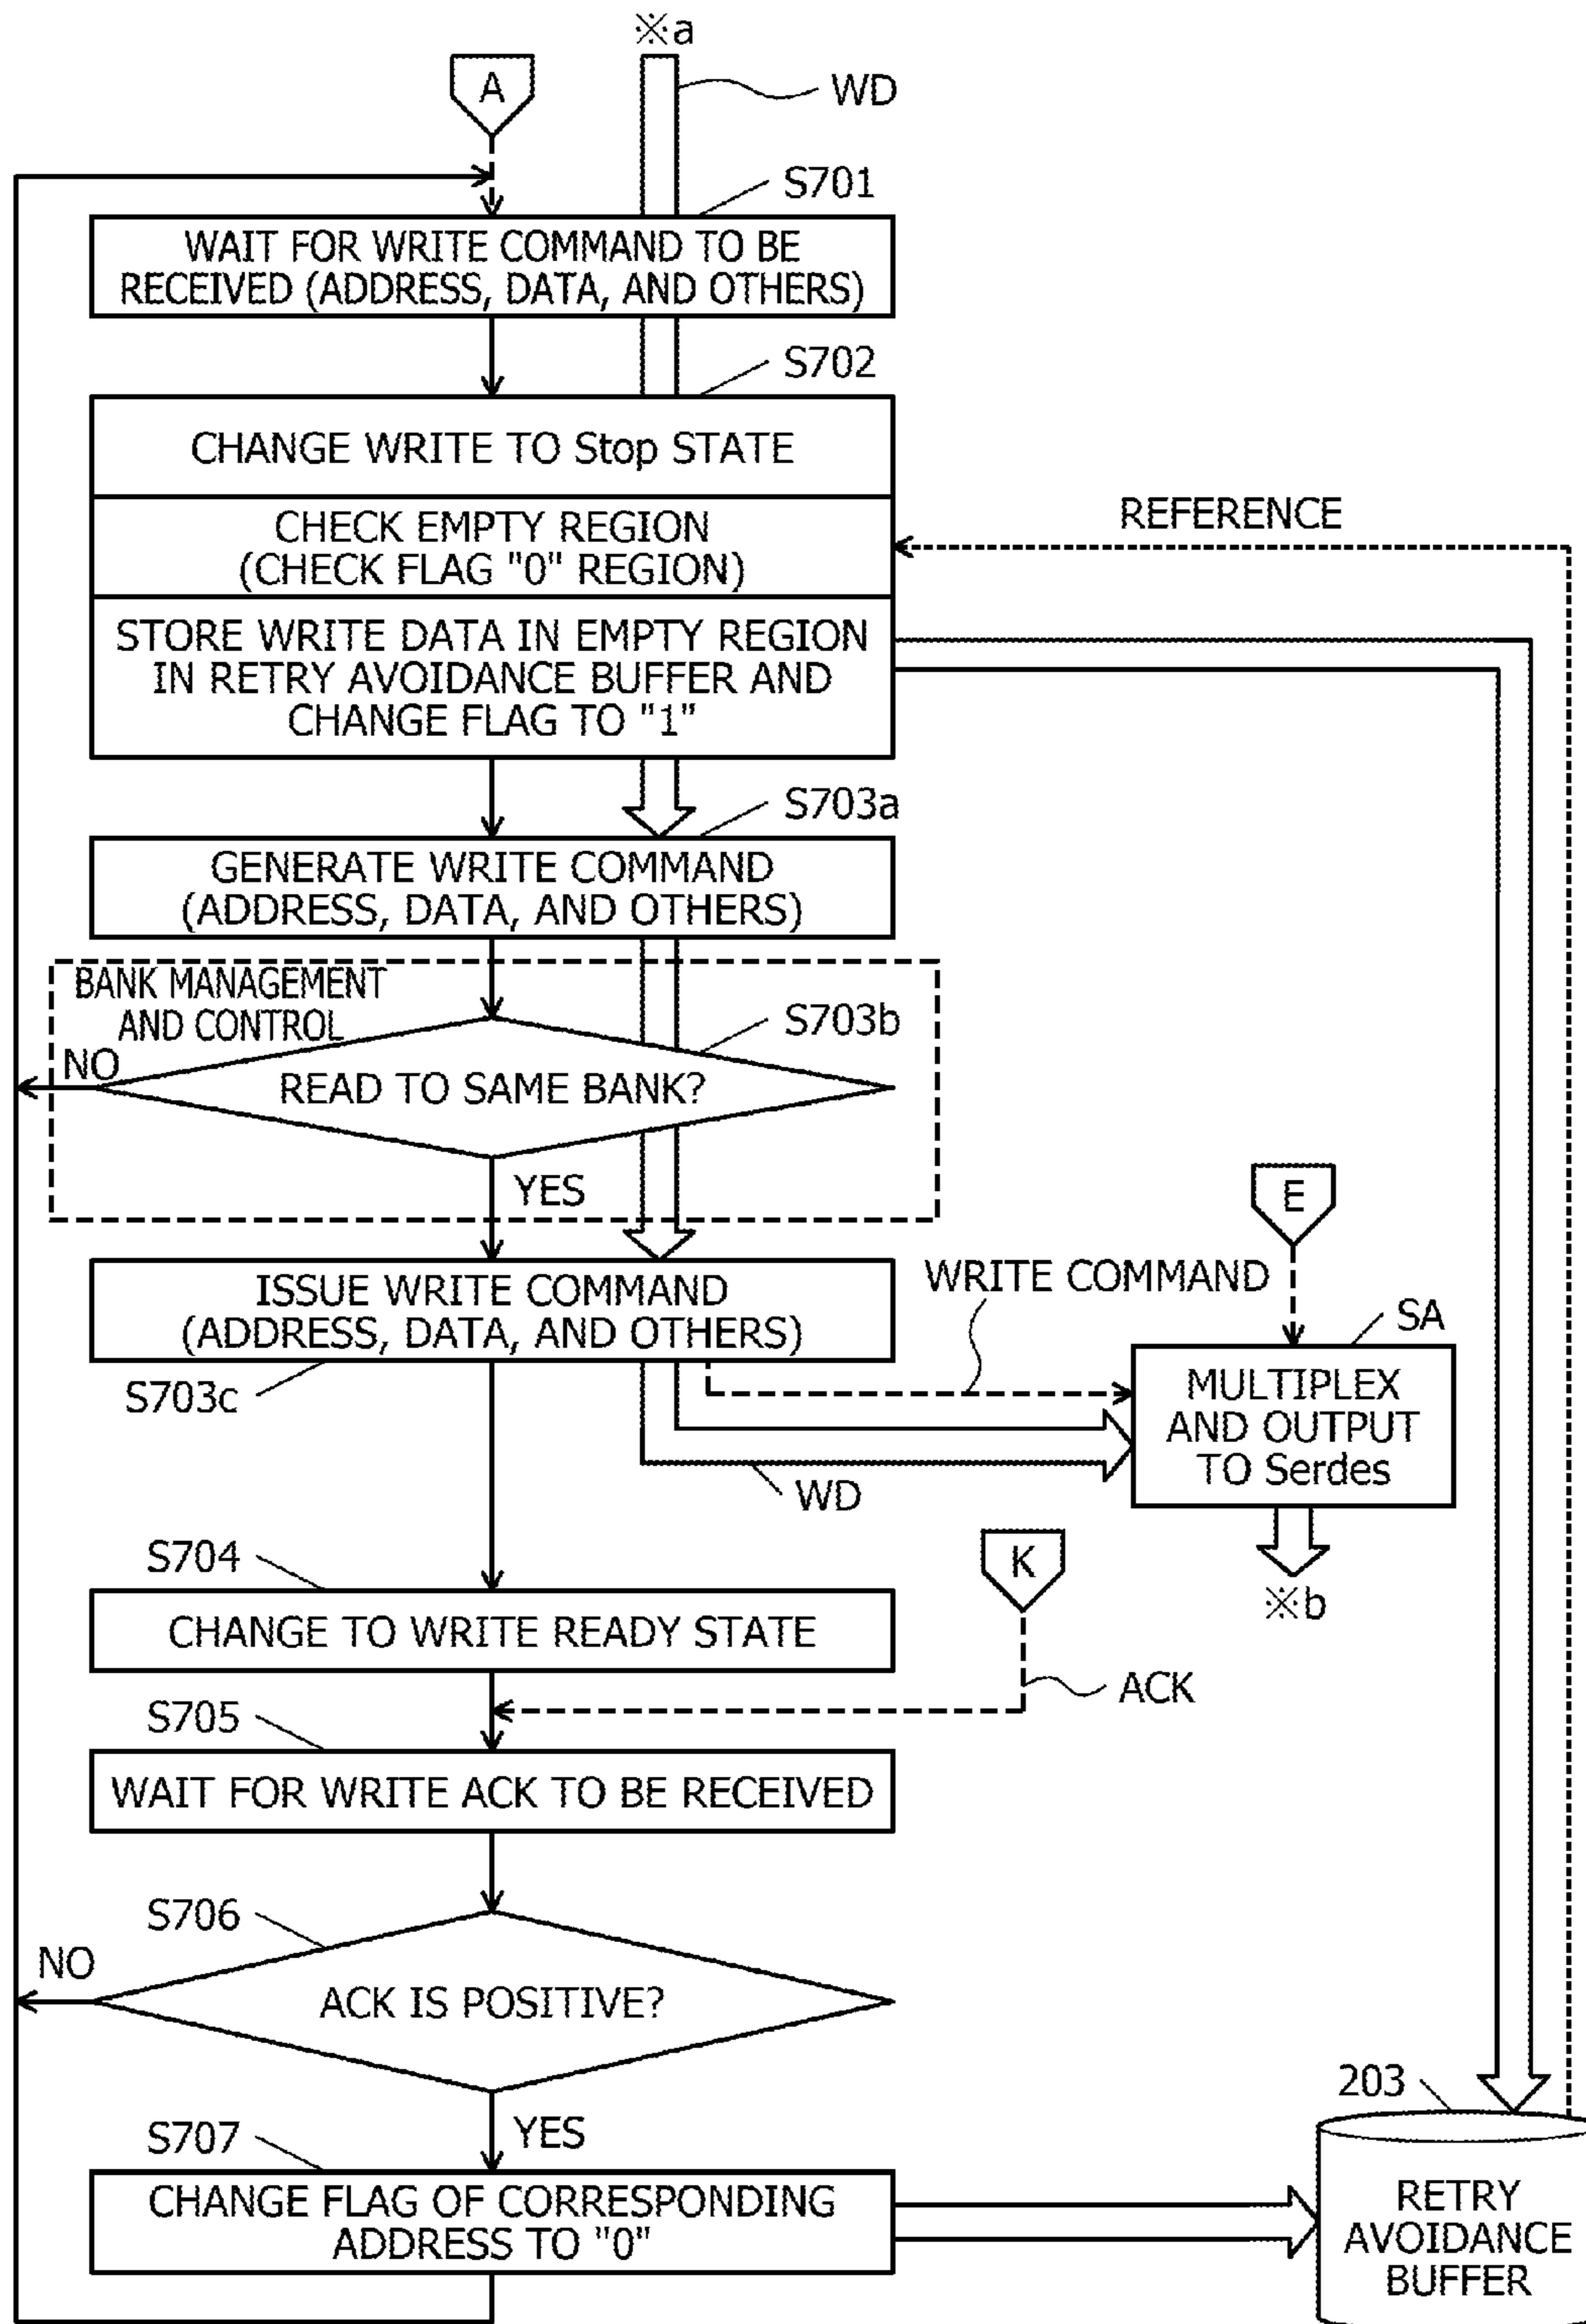 ※a
A
WD
S701
WAIT FOR WRITE COMMAND TO BE
RECEIVED (ADDRESS, DATA, AND OTHERS)
S702
CHANGE WRITE TO Stop STATE
CHECK EMPTY REGION
(CHECK FLAG "0" REGION)
REFERENCE
STORE WRITE DATA IN EMPTY REGION
IN RETRY AVOIDANCE BUFFER AND
CHANGE FLAG TO "1"
S703a
GENERATE WRITE COMMAND
(ADDRESS, DATA, AND OTHERS)
BANK MANAGEMENT
AND CONTROL
S703b
NO
READ TO SAME BANK?
YES
E
ISSUE WRITE COMMAND
(ADDRESS, DATA, AND OTHERS)
S703c
WRITE COMMAND
SA
MULTIPLEX
AND OUTPUT
TO Serdes
WD
※b
S704
CHANGE TO WRITE READY STATE
K
ACK
S705
WAIT FOR WRITE ACK TO BE RECEIVED
S706
NO
ACK IS POSITIVE?
YES
S707
CHANGE FLAG OF CORRESPONDING
ADDRESS TO "0"
203
RETRY
AVOIDANCE
BUFFER